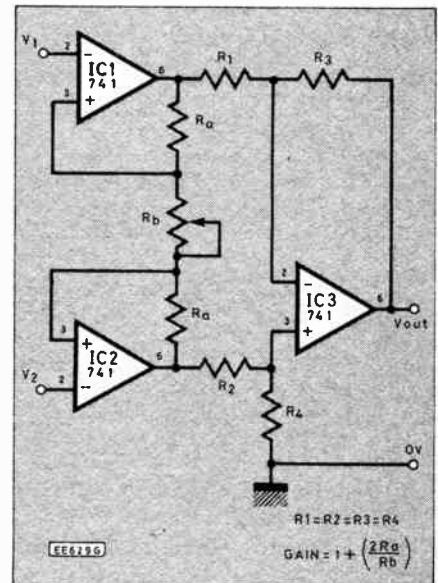 V1
2
-
IC1
741
3
+
6
R1
R3
Ra
Rb
Ra
2
-
IC3
741
3
+
6
Vout
3
+
IC2
741
V2
2
-
6
R2
R4
0V
R1=R2=R3=R4
GAIN = 1 + (2Ra/Rb)
EE629G